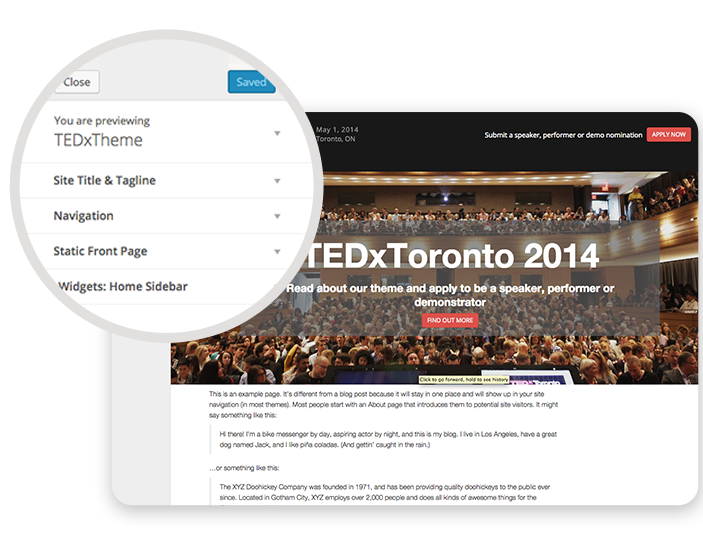 Close
Saved
You are previewing
TEDxTheme
Site Title & Tagline
Navigation
Static Front Page
Widgets: Home Sidebar
May 1, 2014
Toronto, ON
Submit a speaker, performer or demo nomination
APPLY NOW
TEDxToronto 2014
Read about our theme and apply to be a speaker, performer or
demonstrator
FIND OUT MORE
Click to go forward, hold to see history
This is an example page. It's different from a blog post because it will stay in one place and will show up in your site
navigation (in most themes). Most people start with an About page that introduces them to potential site visitors. It might
say something like this:
Hi there! I'm a bike messenger by day, aspiring actor by night, and this is my blog. I live in Los Angeles, have a great
dog named Jack, and I like piña coladas. (And gettin' caught in the rain.)
...or something like this:
The XYZ Doohickey Company was founded in 1971, and has been providing quality doohickeys to the public ever
since. Located in Gotham City, XYZ employs over 2,000 people and does all kinds of awesome things for the